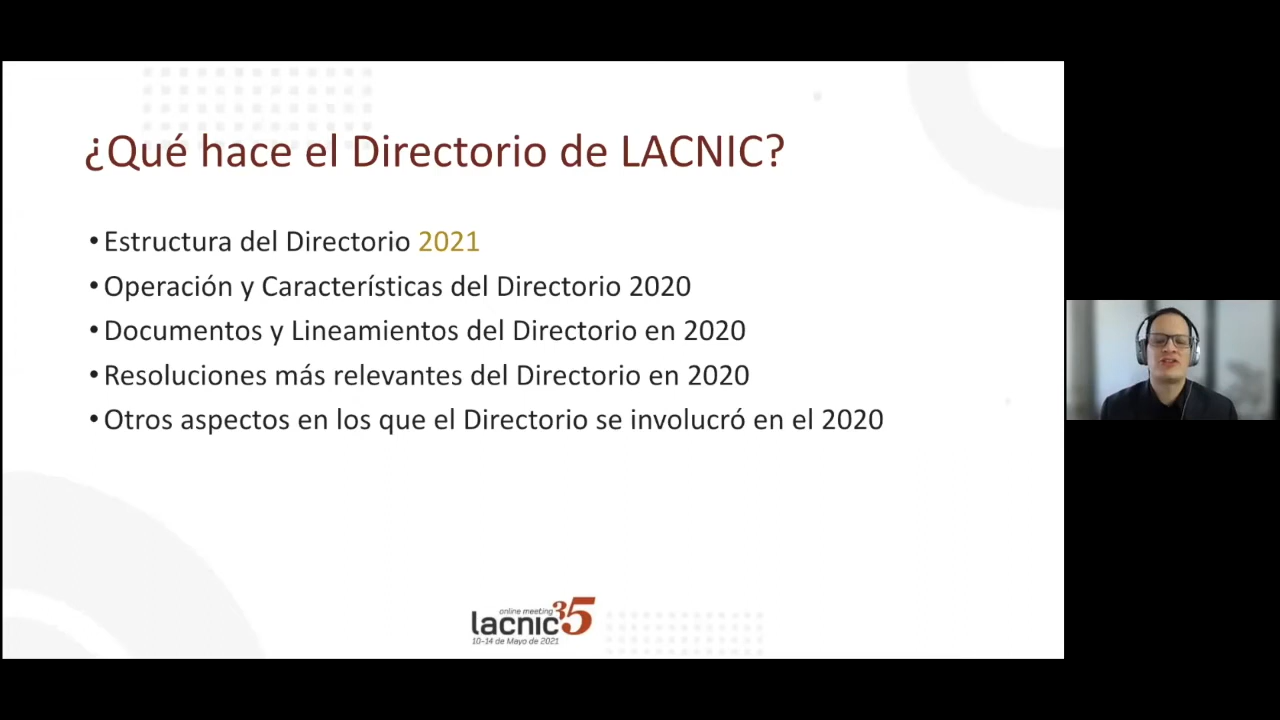 ¿Qué hace el Directorio de LACNIC?
• Estructura del Directorio 2021
• Operación y Características del Directorio 2020
• Documentos y Lineamientos del Directorio en 2020
• Resoluciones más relevantes del Directorio en 2020
• Otros aspectos en los que el Directorio se involucró en el 2020
online meeting
lacnic 35
10-14 de Mayo de 2021